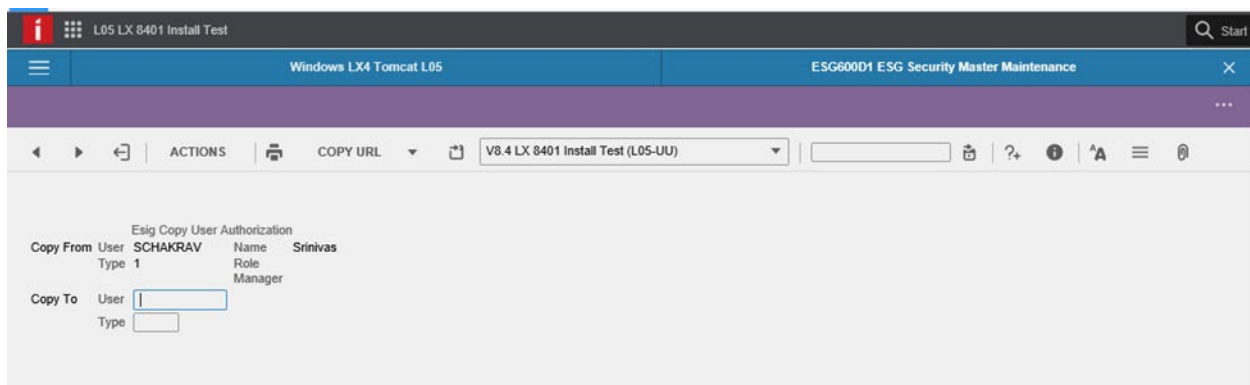 i L05 LX 8401 Install Test Start
Windows LX4 Tomcat L05 ESG600D1 ESG Security Master Maintenance
ACTIONS COPY URL V8.4 LX 8401 Install Test (L05-UU)
Esig Copy User Authorization
Copy From User SCHAKRAV Name Srinivas
Type 1 Role
Manager
Copy To User
Type